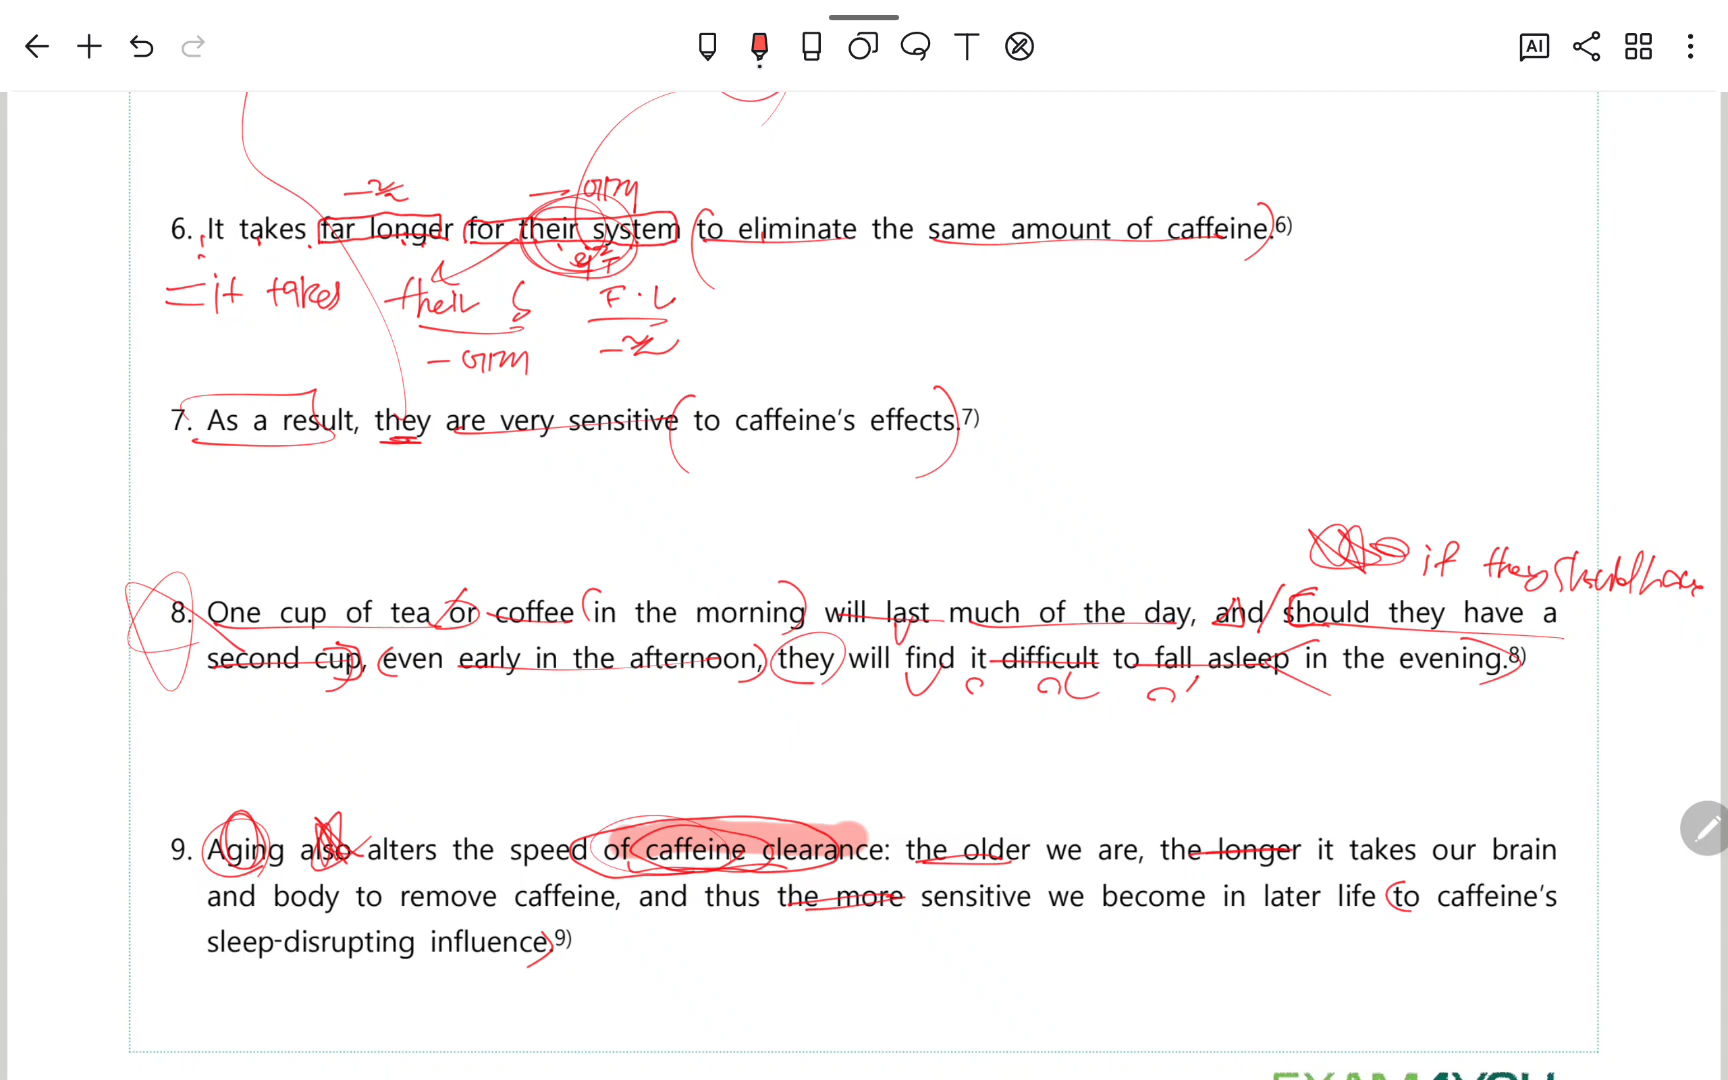 AI
6. It takes far longer for their system to eliminate the same amount of caffeine.6)
=it takes their s F.L
7. As a result, they are very sensitive to caffeine's effects.7)
if they should have
8. One cup of tea or coffee in the morning will last much of the day, and should they have a
second cup, even early in the afternoon, they will find it difficult to fall asleep in the evening.8)
9. Aging also alters the speed of caffeine clearance: the older we are, the longer it takes our brain
and body to remove caffeine, and thus the more sensitive we become in later life to caffeine's
sleep-disrupting influence.9)
EXAM4YOU